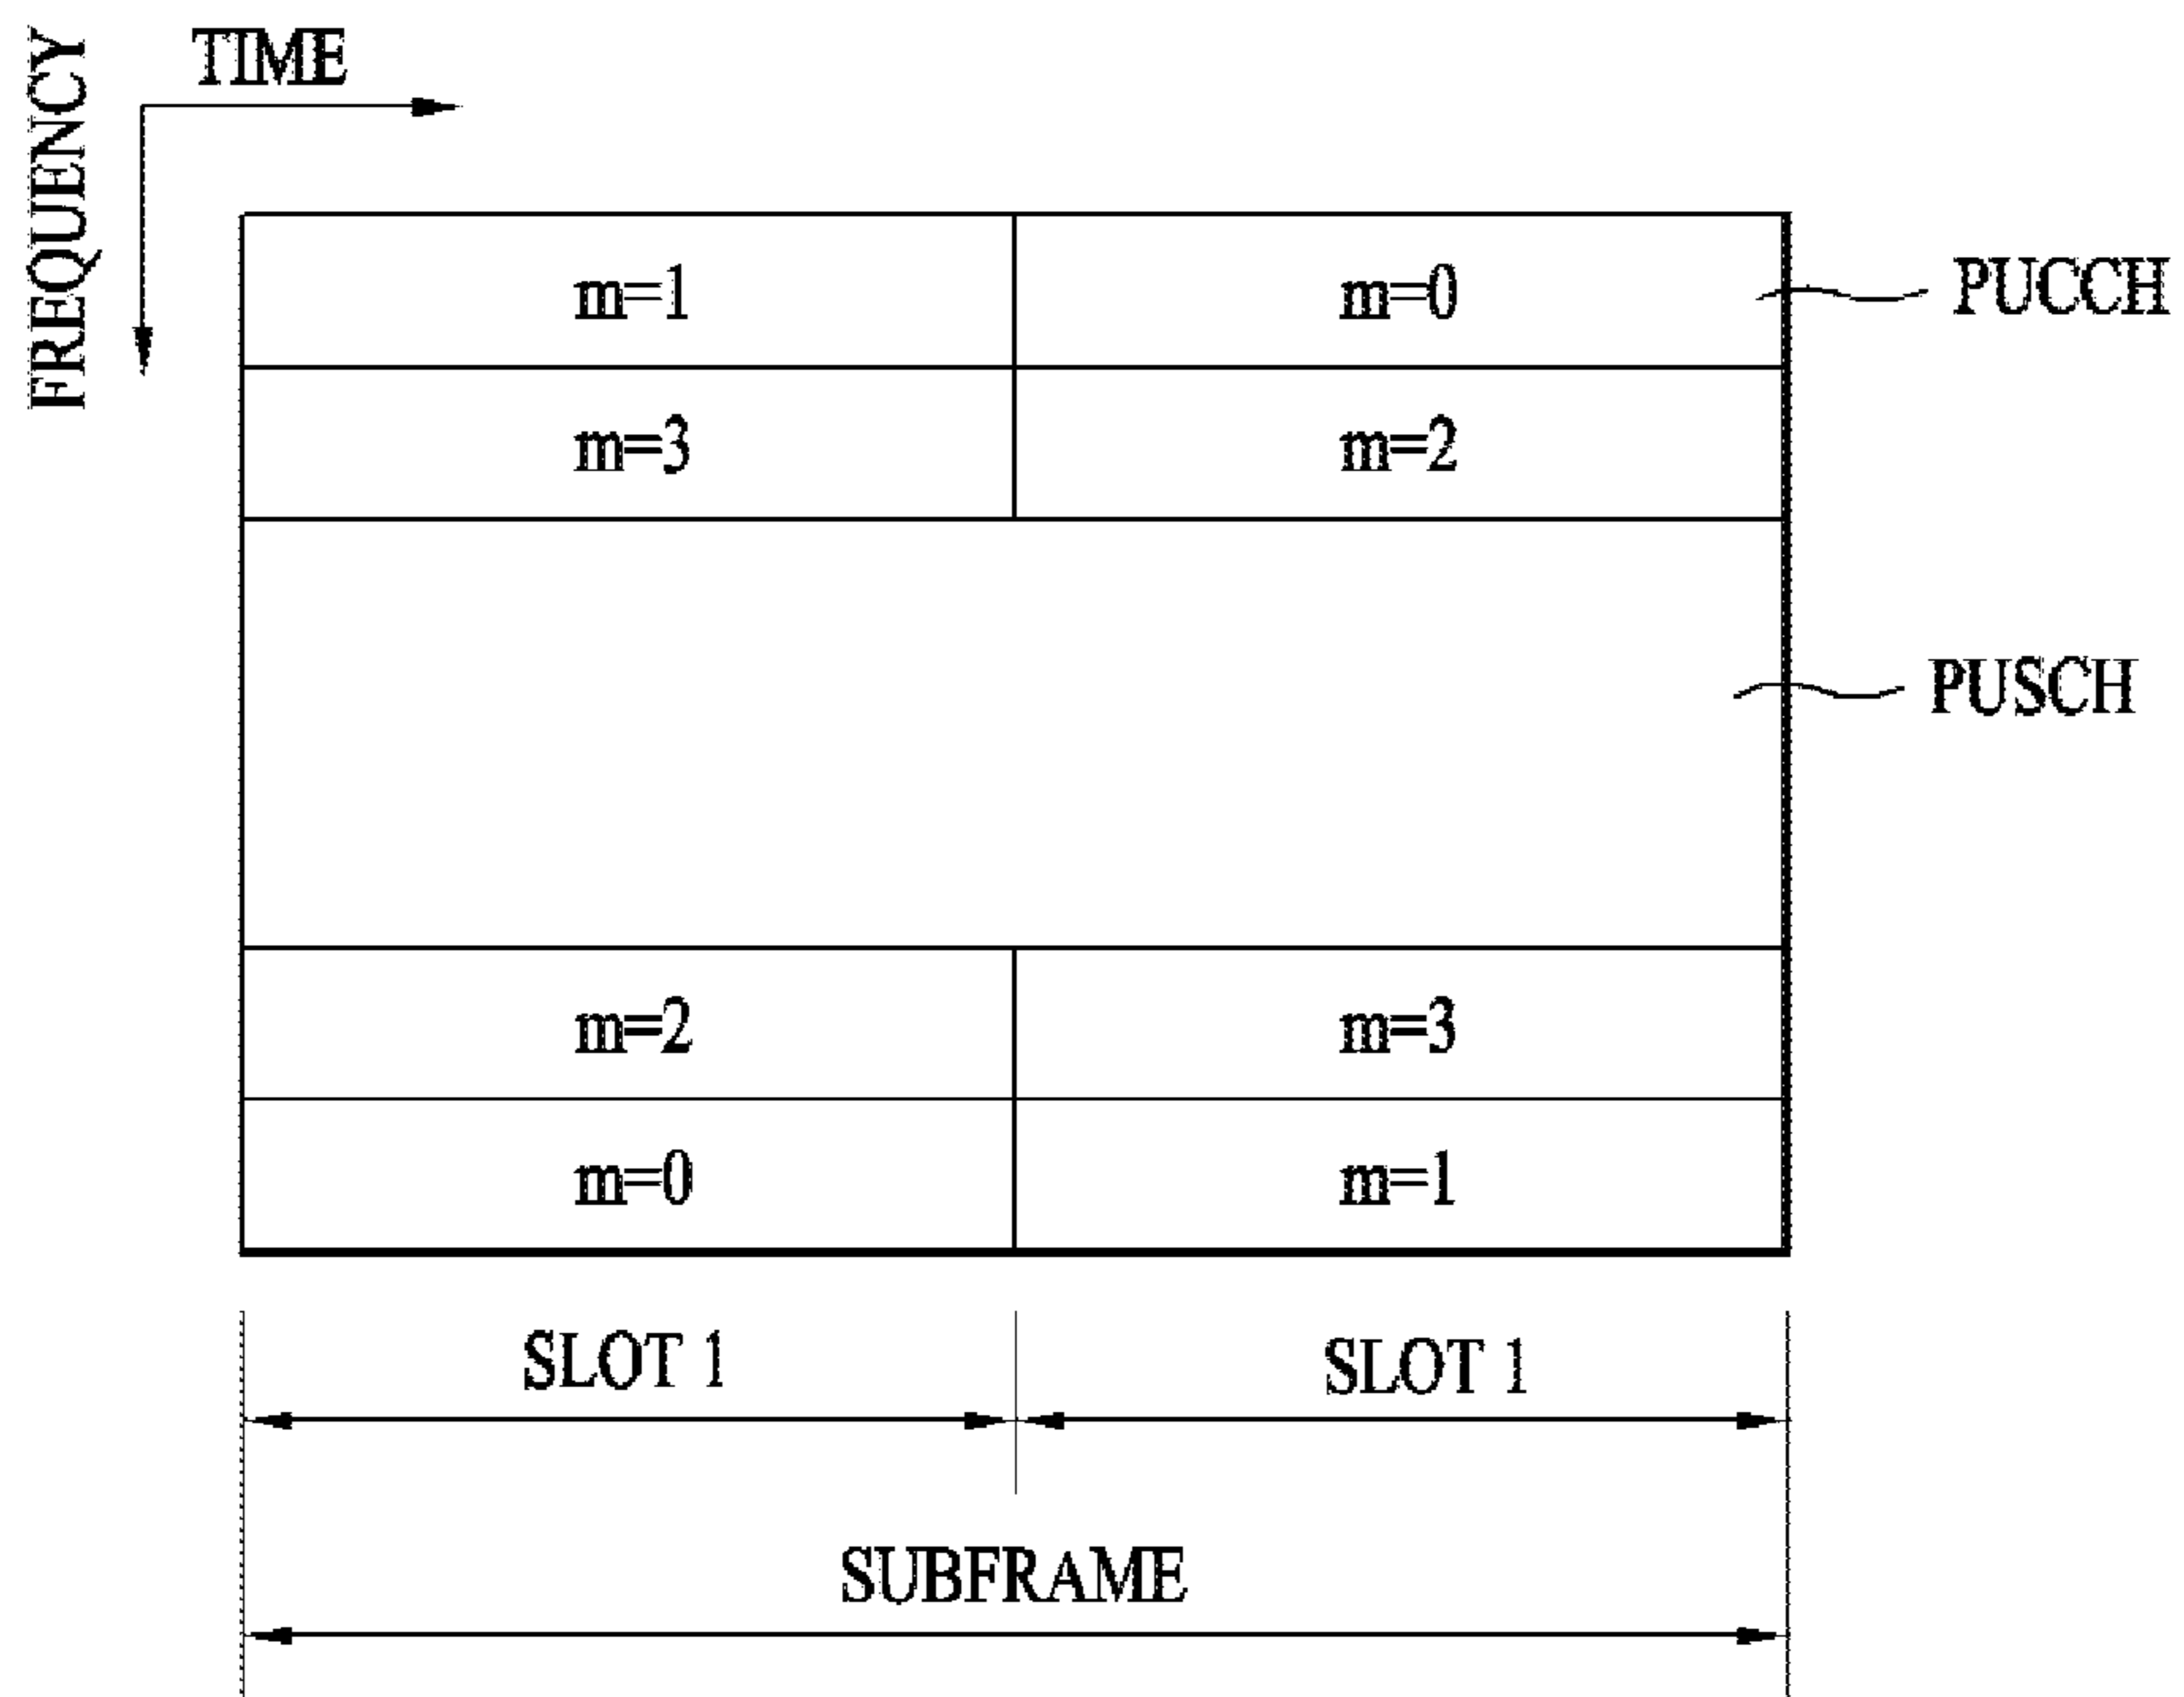 TIME
FREQUENCY
m=1
m=0
PUCCH
m=3
m=2
PUSCH
m=2
m=3
m=0
m=1
SLOT 1
SLOT 1
SUBFRAME